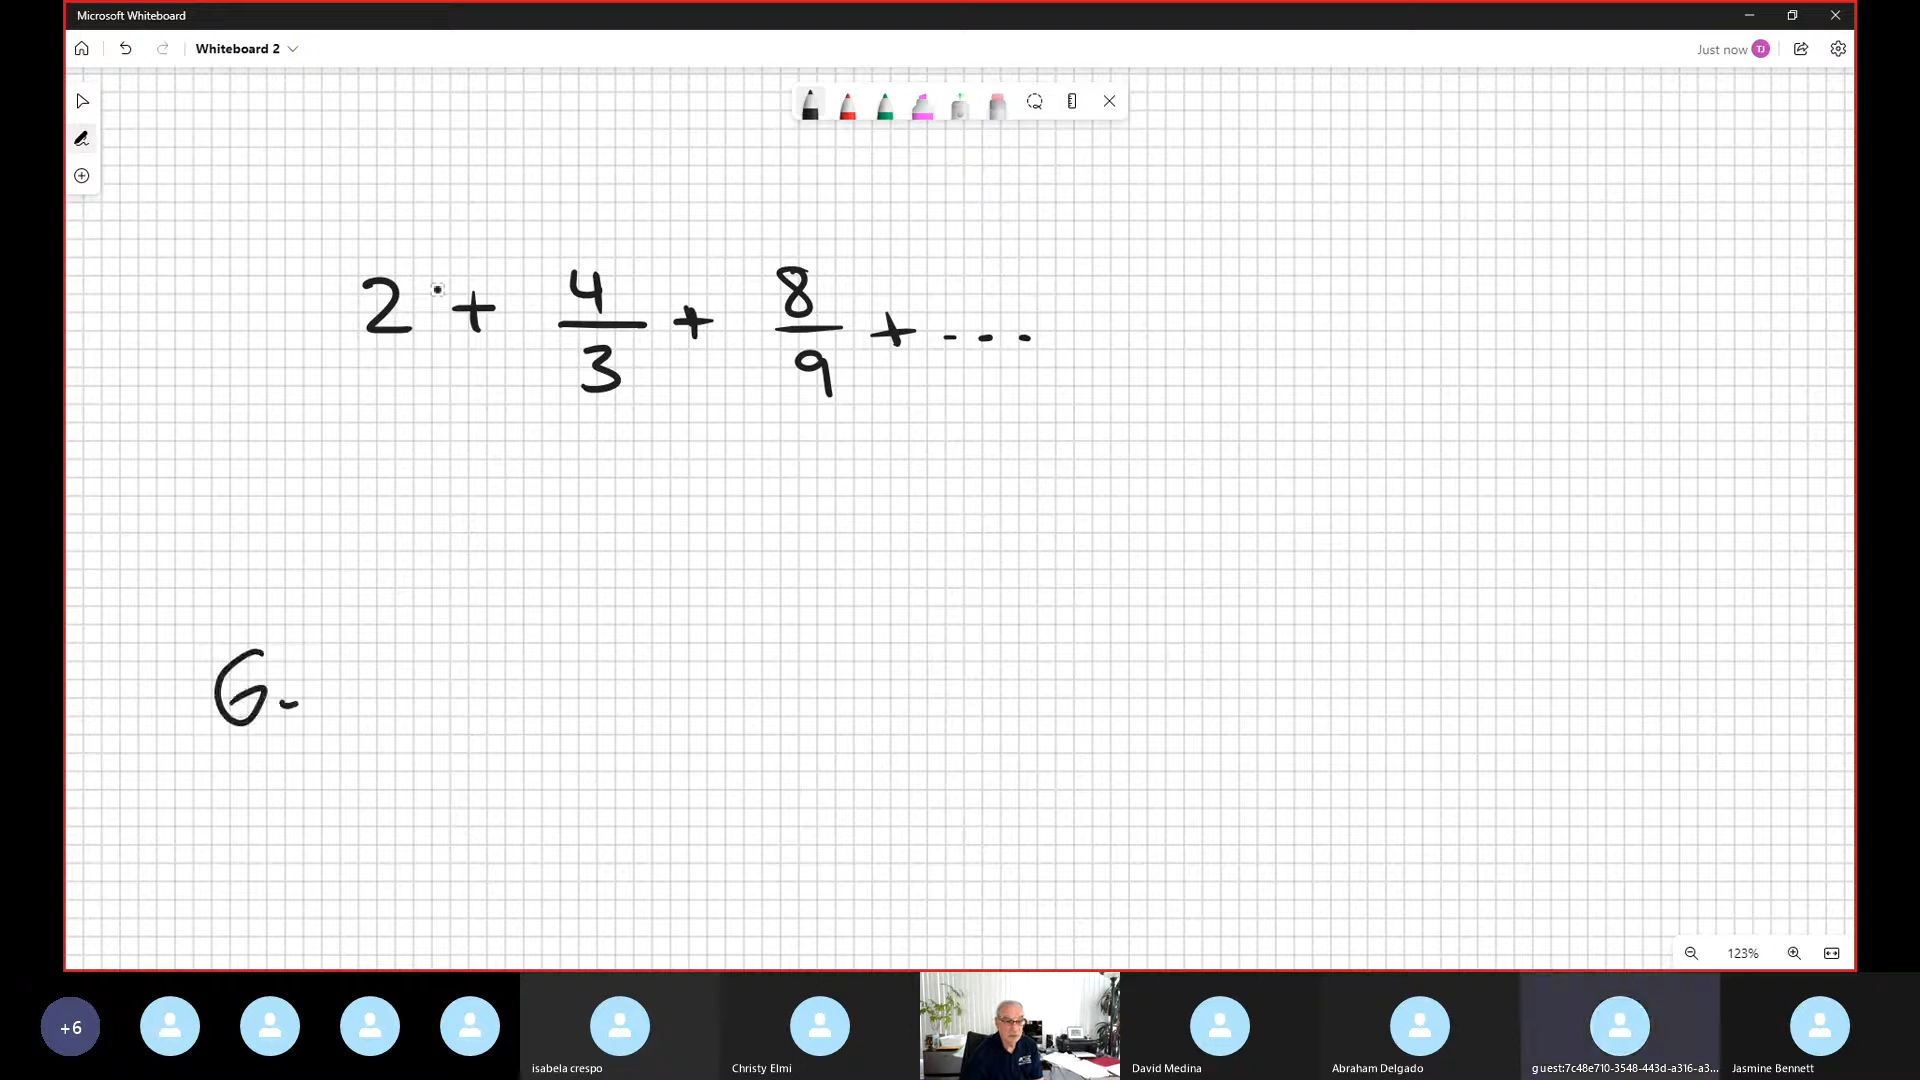 Microsoft Whiteboard
Whiteboard 2
Just now TJ
2 + 4/3 + 8/9 + ---
G.
123%
+6
isabela crespo
Christy Elmi
David Medina
Abraham Delgado
guest:7c48e710-3548-443d-a316-a3...
Jasmine Bennett